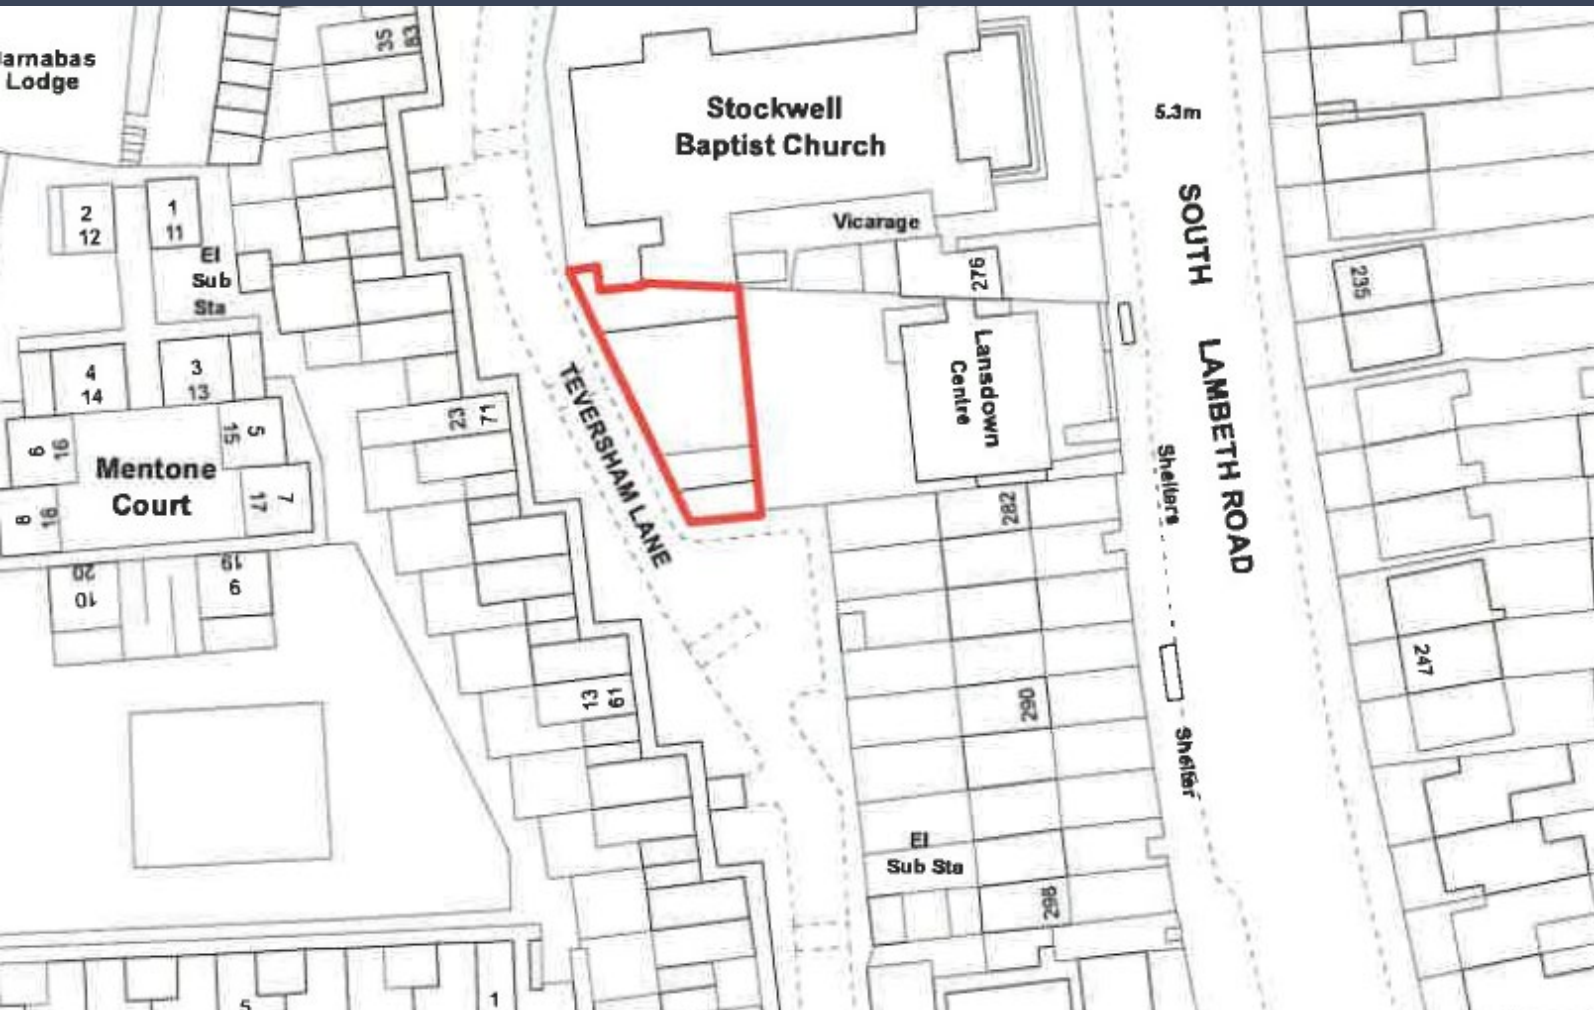 arnabas
Lodge
35
83
Stockwell
Baptist Church
5.3m
2
12
1
11
El
Sub
Sta
Vicarage
276
SOUTH LAMBETH ROAD
235
4
14
3
13
Lansdown
Centre
TEVERSHAM LANE
23
71
6
16
15
5
Mentone
Court
17
7
8
18
Shelters
282
20
10
19
9
247
13
61
290
Shelter
El
Sub Sta
298
5
1